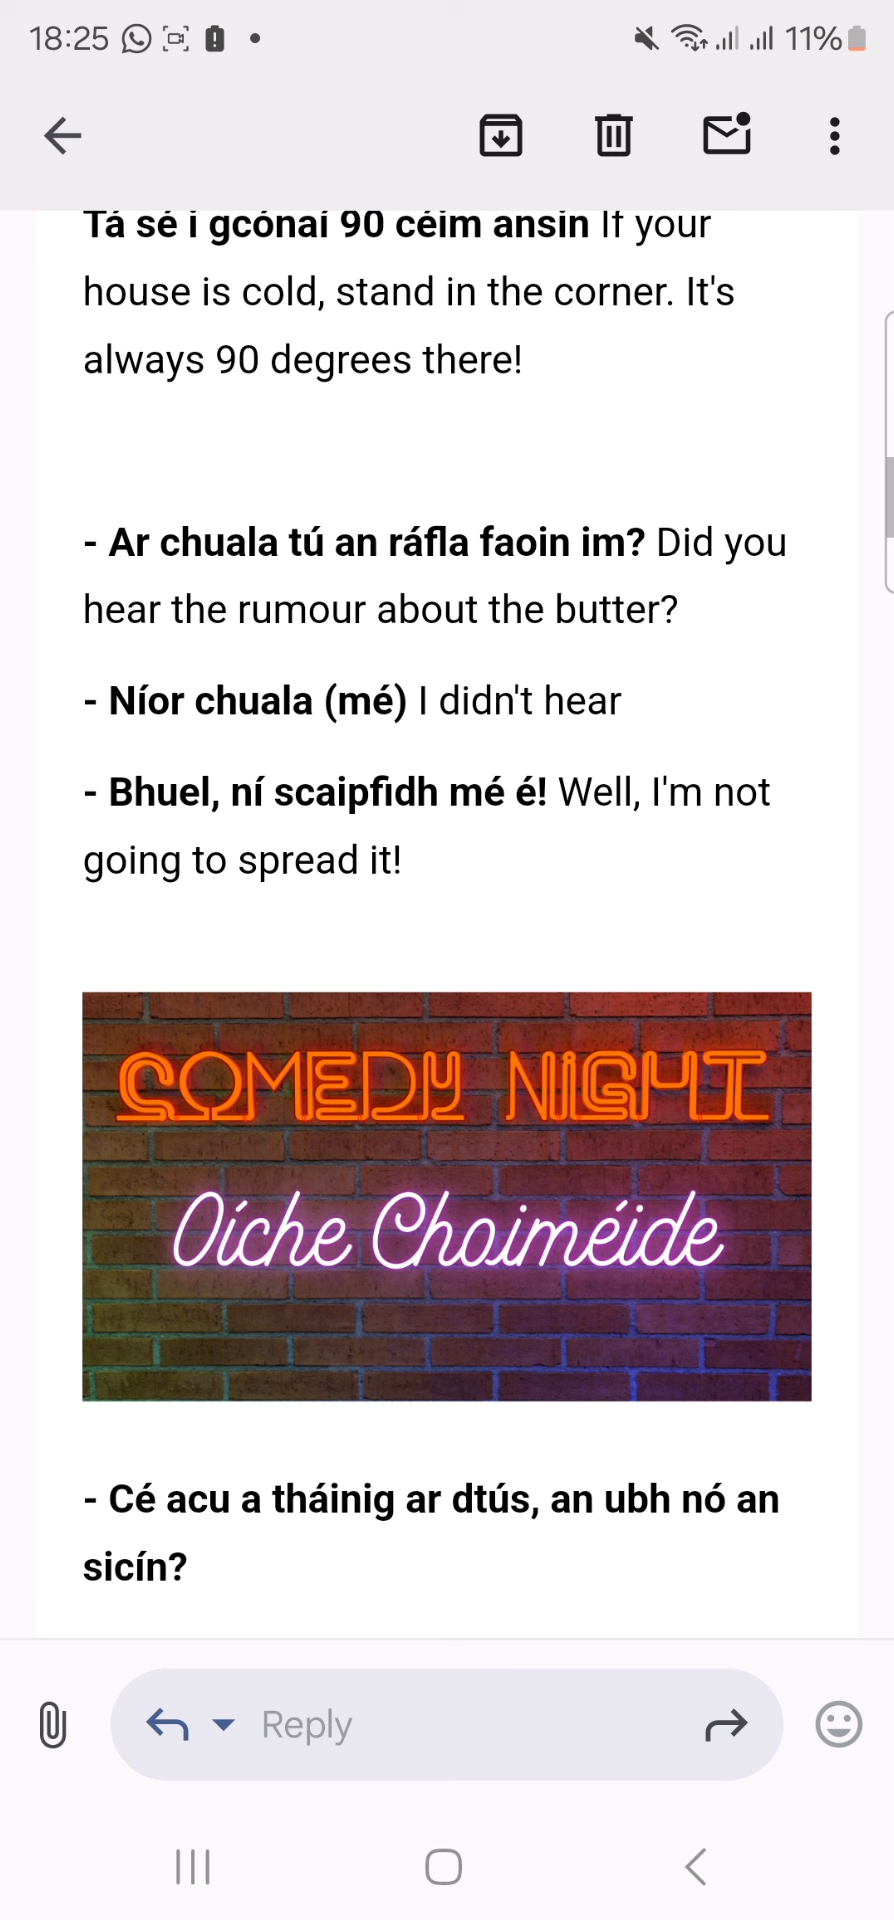 18:25
11%
Tá sé i gcónaí 90 céim ansin If your
house is cold, stand in the corner. It's
always 90 degrees there!
- Ar chuala tú an ráfla faoin im? Did you
hear the rumour about the butter?
- Níor chuala (mé) I didn't hear
- Bhuel, ní scaipfidh mé é! Well, I'm not
going to spread it!
COMEDY NIGHT
Oíche Choiméide
- Cé acu a tháinig ar dtús, an ubh nó an
sicín?
Reply